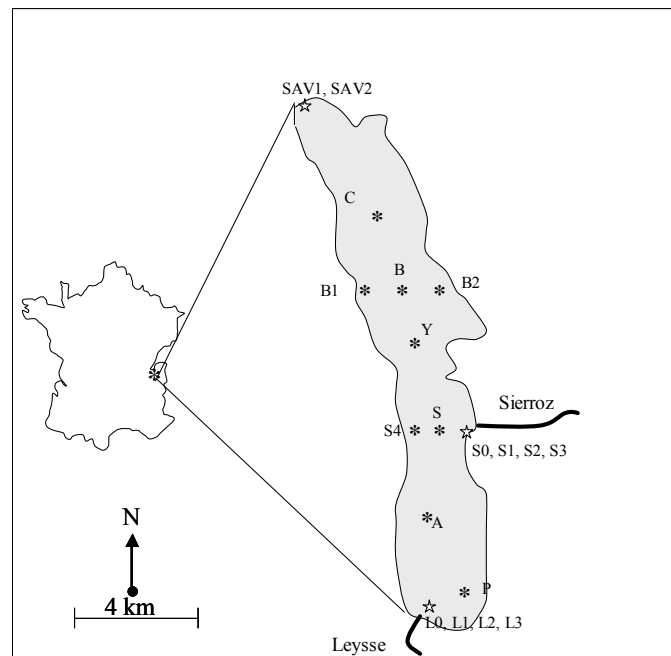 SAV1, SAV2
C
B
B1
B2
Y
Sierroz
S
S4
S0, S1, S2, S3
N
A
4 km
P
L0, L1, L2, L3
Leysse